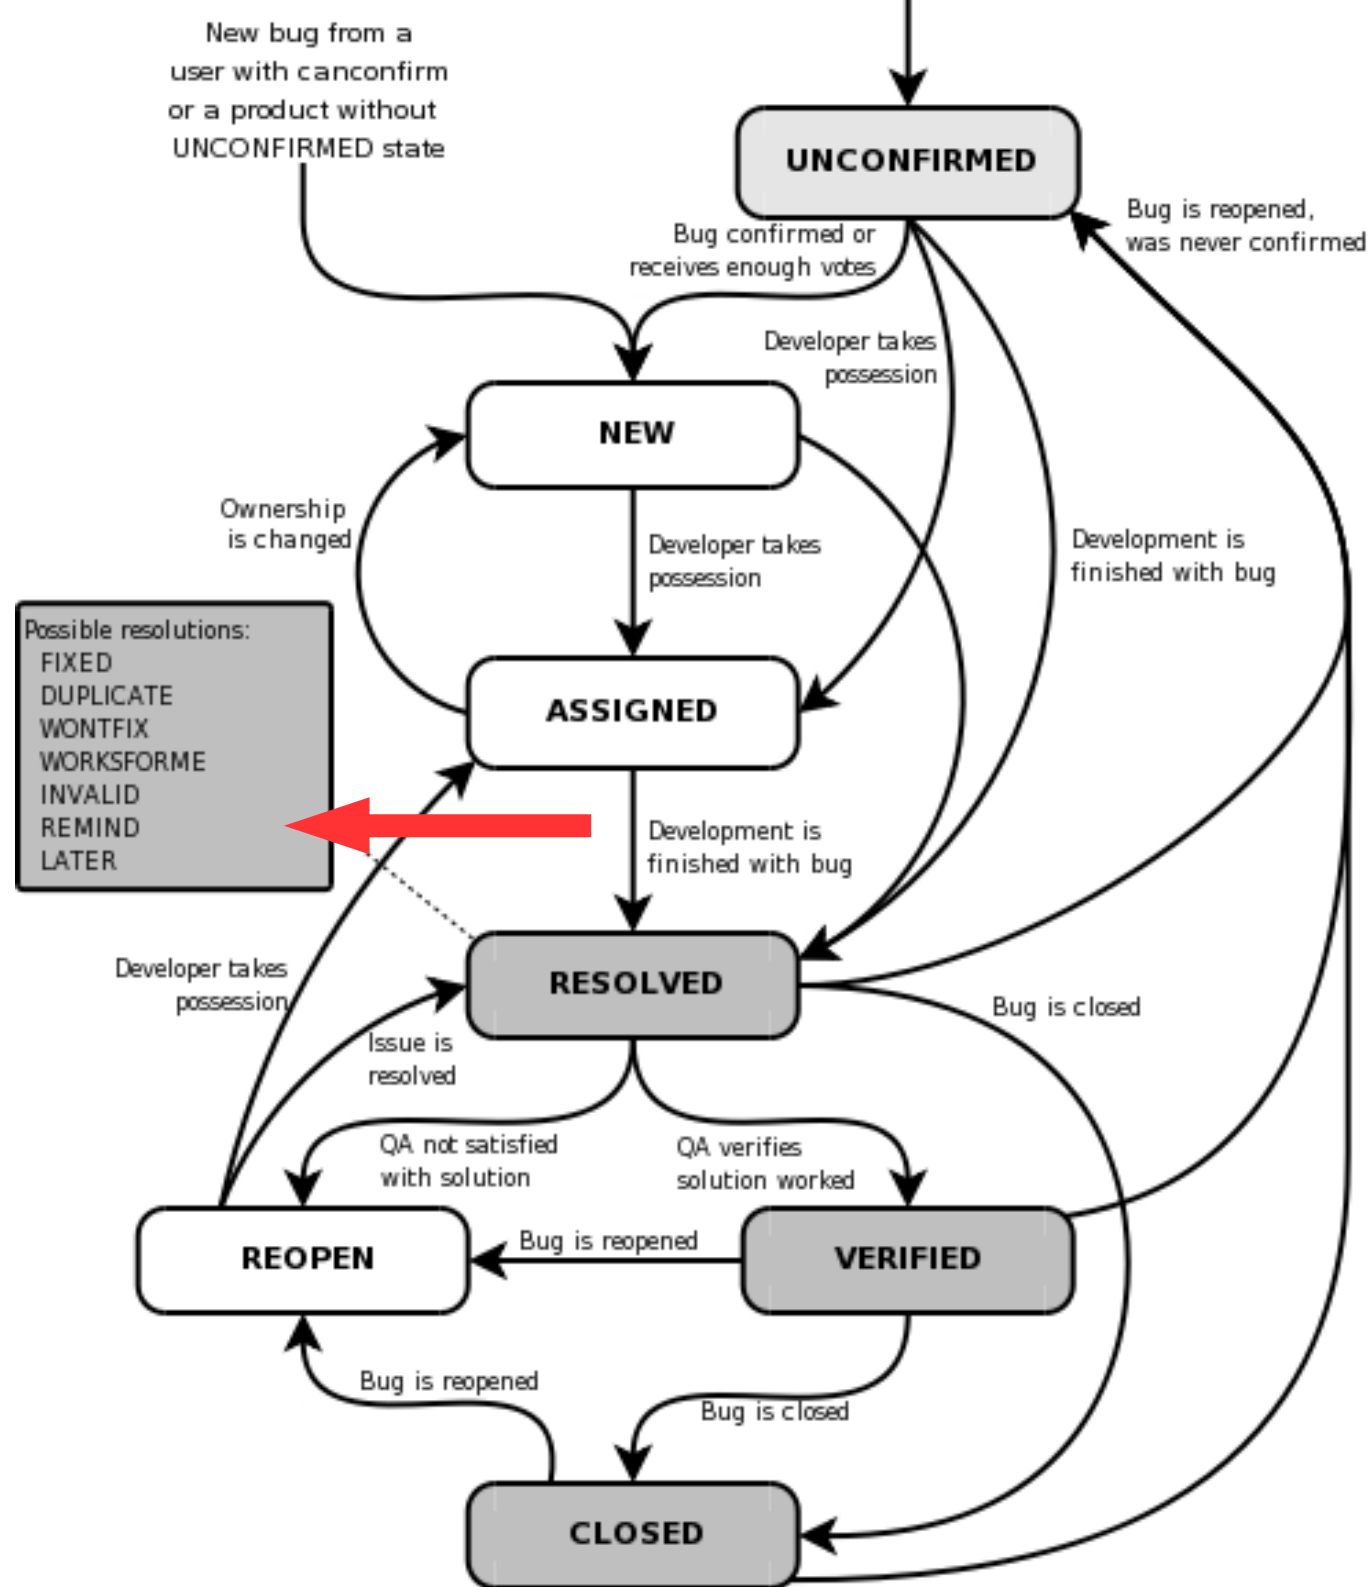 New bug from a
user with canconfirm
or a product without
UNCONFIRMED state
UNCONFIRMED
Bug is reopened,
was never confirmed
Bug confirmed or
receives enough votes
Developer takes
possession
NEW
Ownership
is changed
Developer takes
possession
Development is
finished with bug
Possible resolutions:
FIXED
DUPLICATE
WONTFIX
WORKSFORME
INVALID
REMIND
LATER
ASSIGNED
Development is
finished with bug
RESOLVED
Developer takes
possession
Bug is closed
Issue is
resolved
QA not satisfied
with solution
QA verifies
solution worked
REOPEN
Bug is reopened
VERIFIED
Bug is reopened
Bug is closed
CLOSED